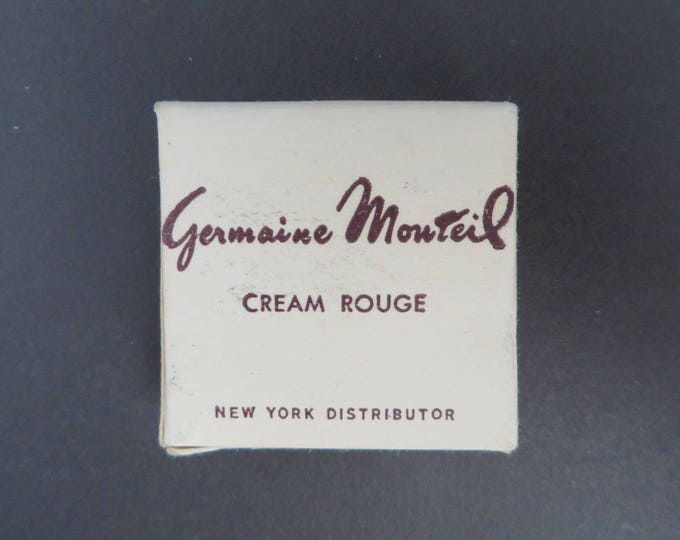 Germaine Monteil
CREAM ROUGE
NEW YORK DISTRIBUTOR